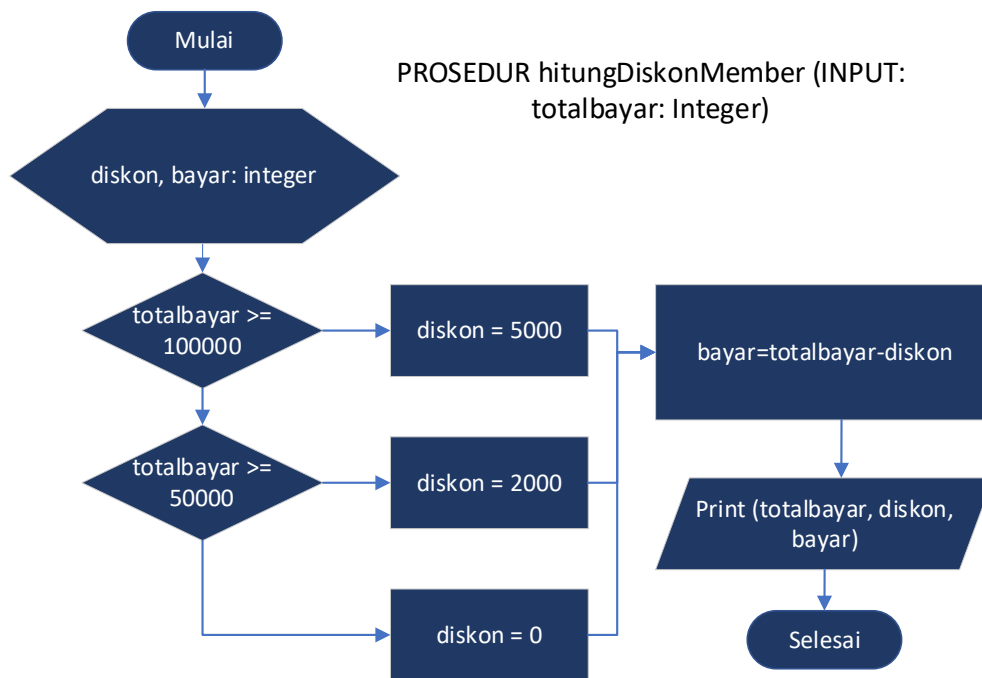 Mulai
PROSEDUR hitungDiskonMember (INPUT:
totalbayar: Integer)
diskon, bayar: integer
totalbayar >=
100000
diskon = 5000
bayar=totalbayar-diskon
totalbayar >=
50000
diskon = 2000
Print (totalbayar, diskon,
bayar)
diskon = 0
Selesai